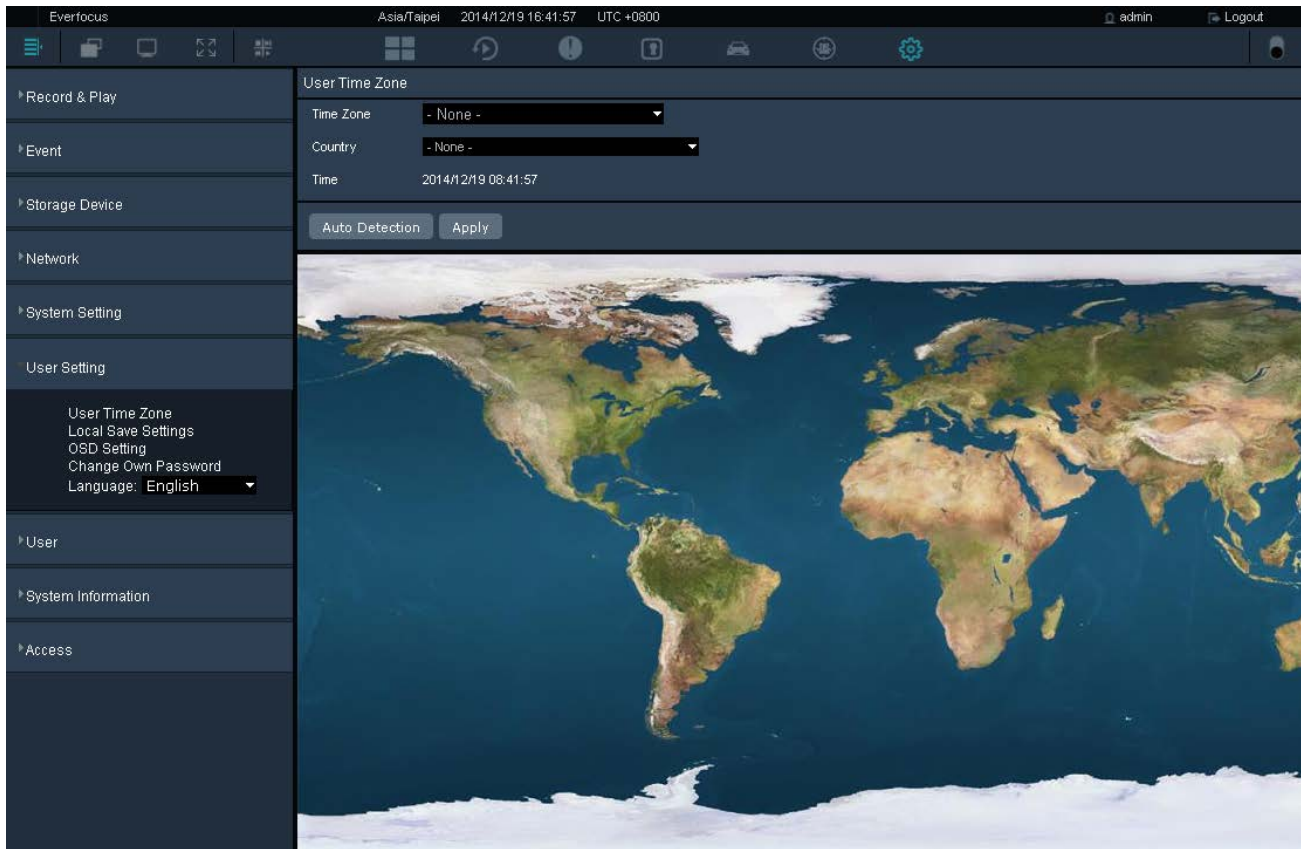 Everfocus Asia/Taipei 2014/12/19 16:41:57 UTC +0800 admin Logout
Record & Play
Event
Storage Device
Network
System Setting
User Setting
User Time Zone
Local Save Settings
OSD Setting
Change Own Password
Language: English
User
System Information
Access
User Time Zone
Time Zone - None -
Country - None -
Time 2014/12/19 08:41:57
Auto Detection Apply